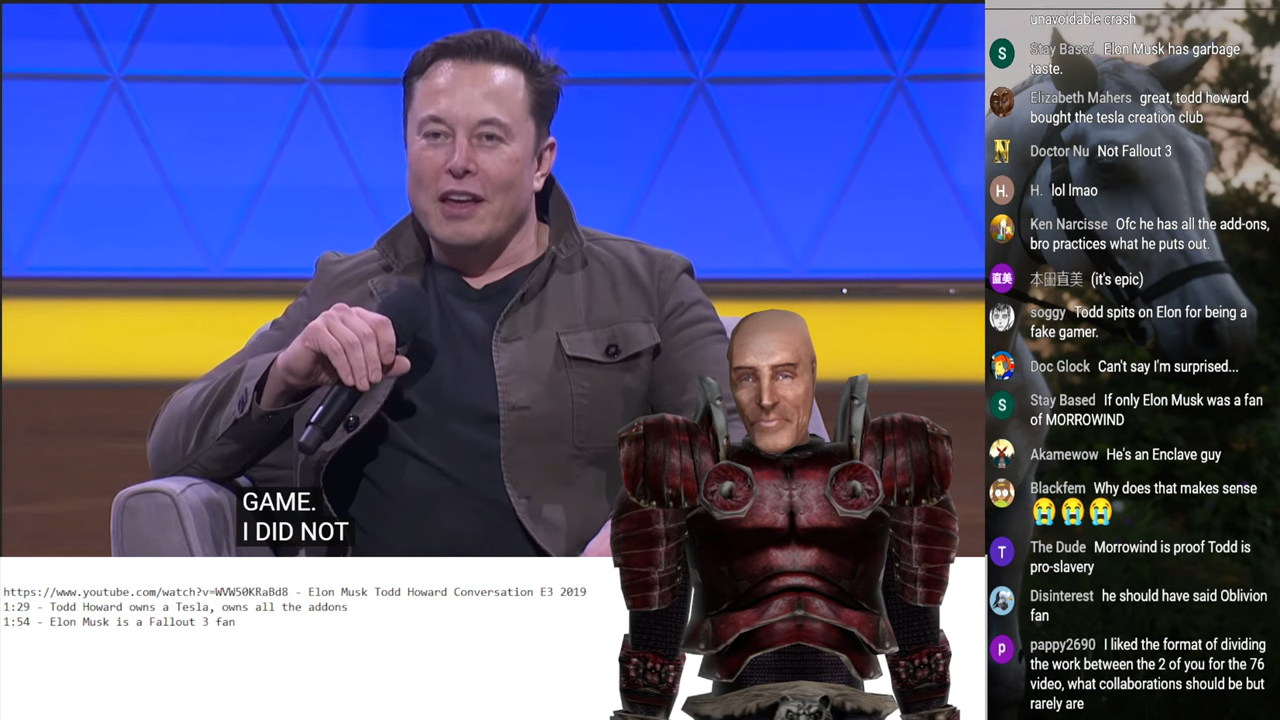 GAME.
I DID NOT
https://www.youtube.com/watch?v=WVW50KRaBd8 - Elon Musk Todd Howard Conversation E3 2019
1:29 - Todd Howard owns a Tesla, owns all the addons
1:54 - Elon Musk is a Fallout 3 fan
unavoidable crash
S Stay Based Elon Musk has garbage
taste.
Elizabeth Mahers great, todd howard
bought the tesla creation club
N Doctor Nu Not Fallout 3
H. H. lol lmao
Ken Narcisse Ofc he has all the add-ons,
bro practices what he puts out.
直美 本田直美 (it's epic)
soggy Todd spits on Elon for being a
fake gamer.
Doc Glock Can't say I'm surprised...
S Stay Based If only Elon Musk was a fan
of MORROWIND
Akamewow He's an Enclave guy
Blackfem Why does that makes sense
😭😭😭
T The Dude Morrowind is proof Todd is
pro-slavery
Disinterest he should have said Oblivion
fan
p pappy2690 I liked the format of dividing
the work between the 2 of you for the 76
video, what collaborations should be but
rarely are